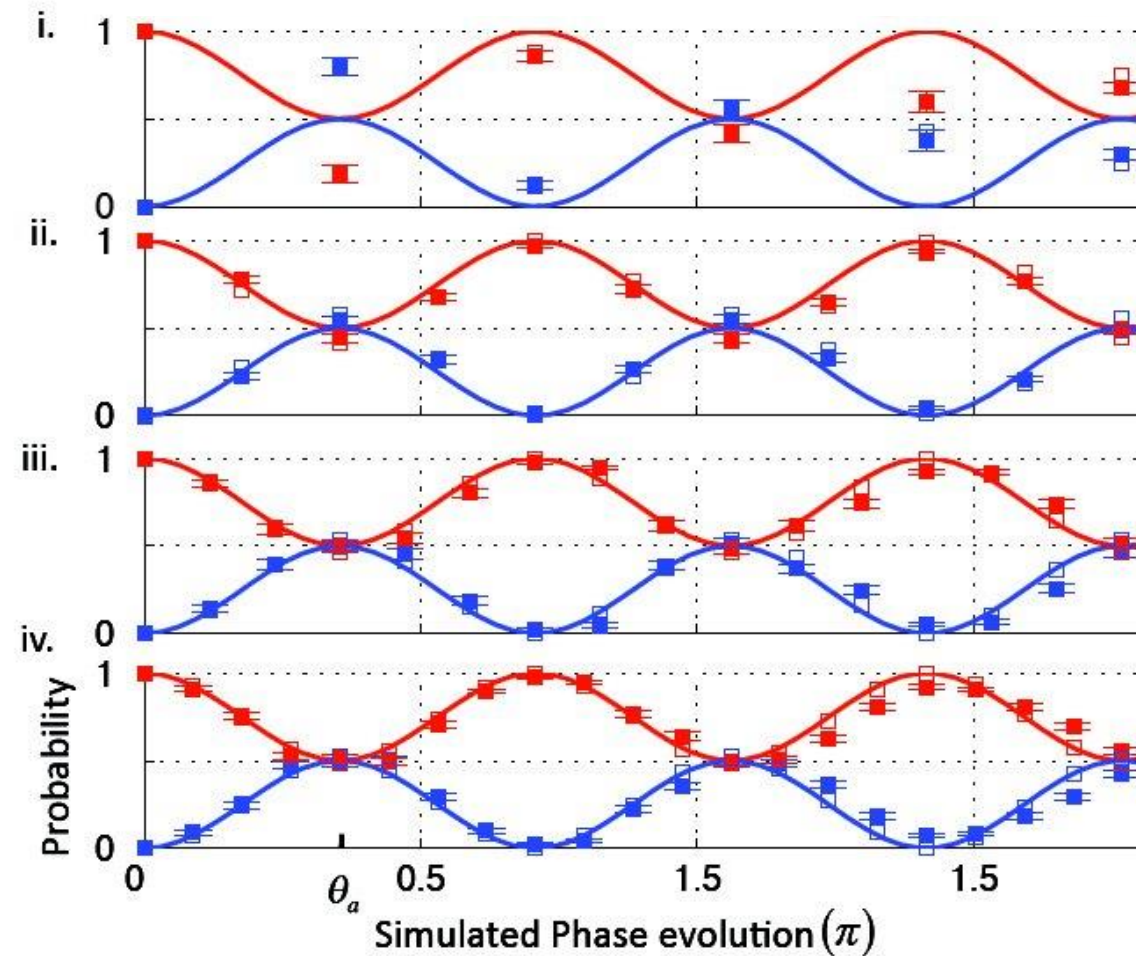 i.
1
0
ii.
1
0
iii.
1
0
iv.
1
0
Probability
0 0.5 1.5 1.5
θa
Simulated Phase evolution (π)